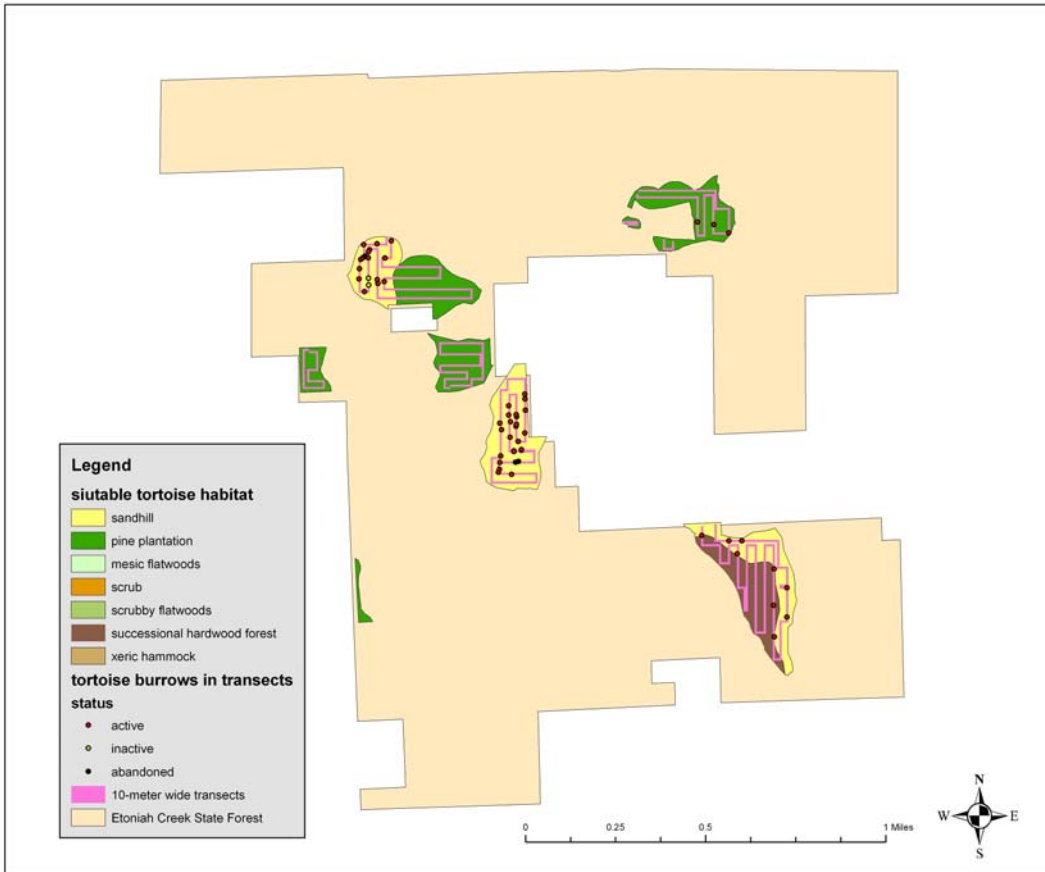 Legend
siutable tortoise habitat
sandhill
pine plantation
mesic flatwoods
scrub
scrubby flatwoods
successional hardwood forest
xeric hammock
tortoise burrows in transects
status
active
inactive
abandoned
10-meter wide transects
Etoniah Creek State Forest
0 0.25 0.5 1 Miles
N
W E
S